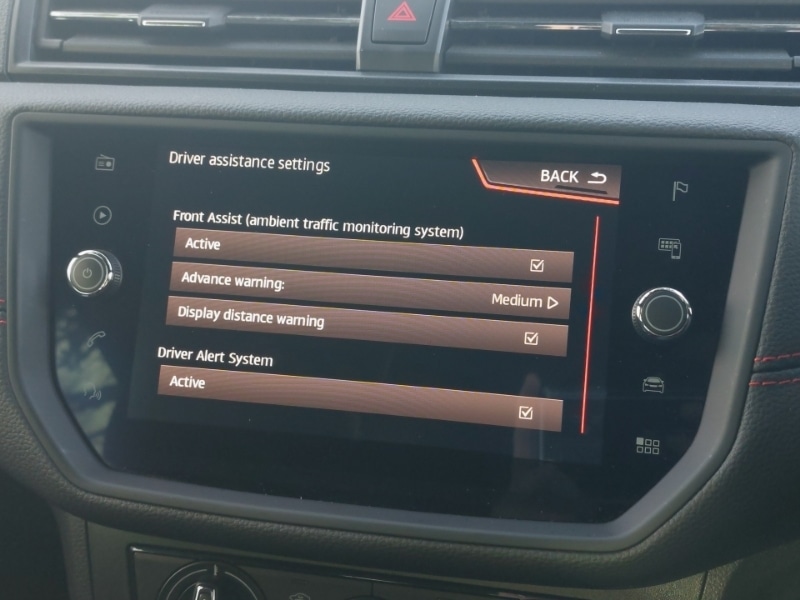 Driver assistance settings
BACK
Front Assist (ambient traffic monitoring system)
Active
Advance warning: Medium
Display distance warning
Driver Alert System
Active